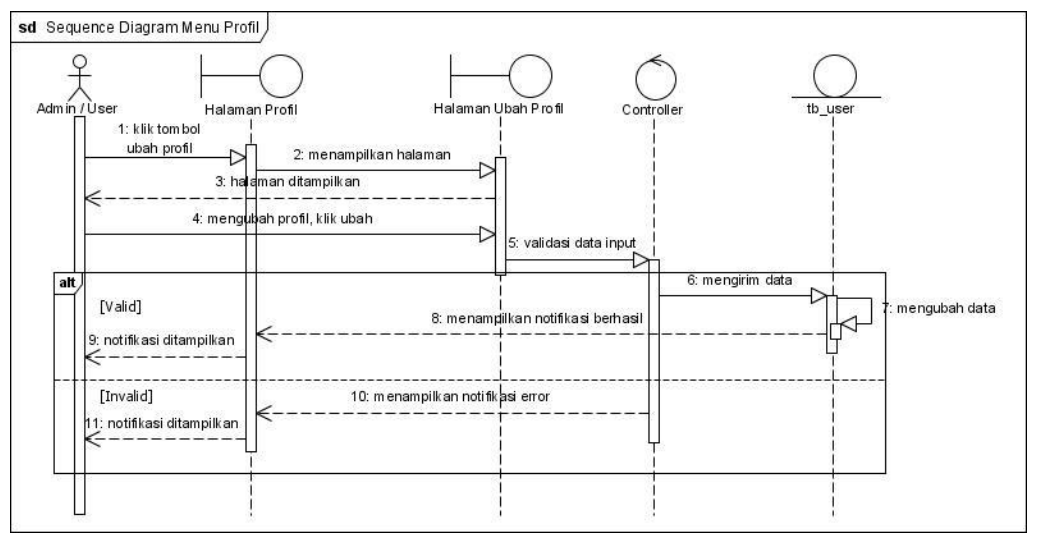 sd Sequence Diagram Menu Profil
Admin / User
Halaman Profil
Halaman Ubah Profil
Controller
tb_user
1: klik tombol
ubah profil
2: menampilkan halaman
3: halaman ditampilkan
4: mengubah profil, klik ubah
5: validasi data input
alt
6: mengirim data
[Valid]
7: mengubah data
8: menampilkan notifikasi berhasil
9: notifikasi ditampilkan
[Invalid]
10: menampilkan notifikasi error
11: notifikasi ditampilkan